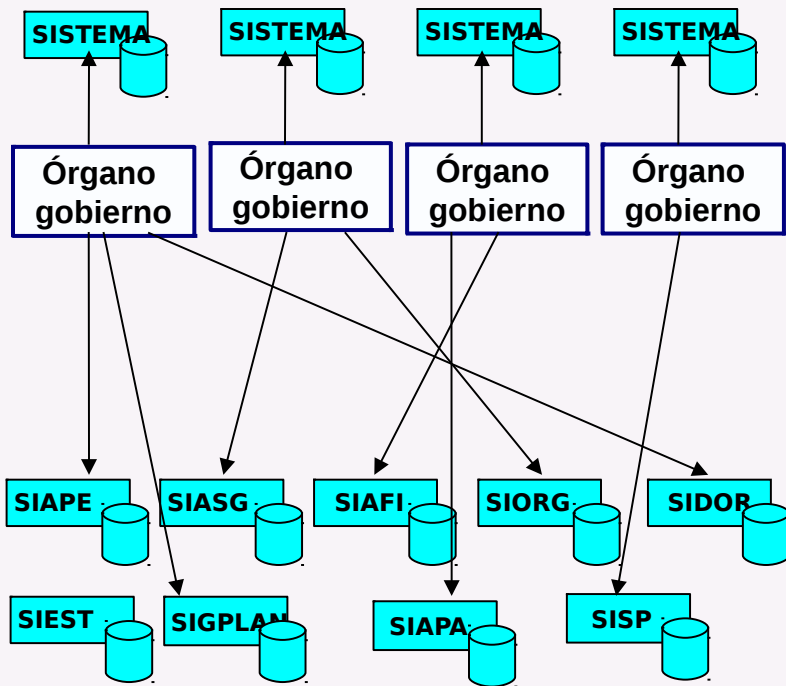 SISTEMA
SISTEMA
SISTEMA
SISTEMA
Órgano
gobierno
Órgano
gobierno
Órgano
gobierno
Órgano
gobierno
SIAPE
SIASG
SIAFI
SIORG
SIDOR
SIEST
SIGPLAN
SIAPA
SISP